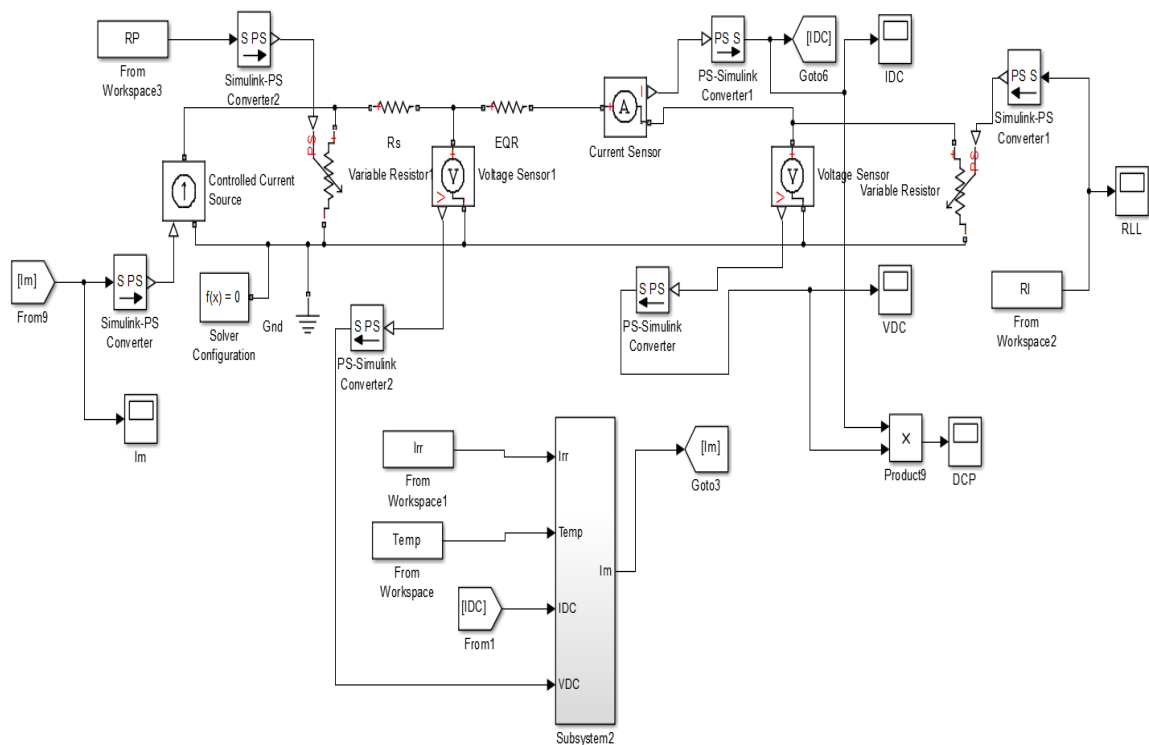 RP
From
Workspace3
S PS
Simulink-PS
Converter2
PS
Variable Resistor1
Rs
EQR
V
V
Voltage Sensor1
A
I
Current Sensor
PS S
PS-Simulink
Converter1
[IDC]
Goto6
IDC
PS S
Simulink-PS
Converter1
V
V
Voltage Sensor
Variable Resistor
PS
RLL
Controlled Current
Source
[Im]
From9
S PS
Simulink-PS
Converter
f(x) = 0
Solver
Configuration
Gnd
Im
S PS
PS-Simulink
Converter2
S PS
PS-Simulink
Converter
VDC
RI
From
Workspace2
X
Product9
DCP
Irr
From
Workspace1
Temp
From
Workspace
[IDC]
From1
Irr
Temp
IDC
VDC
Im
Subsystem2
[Im]
Goto3